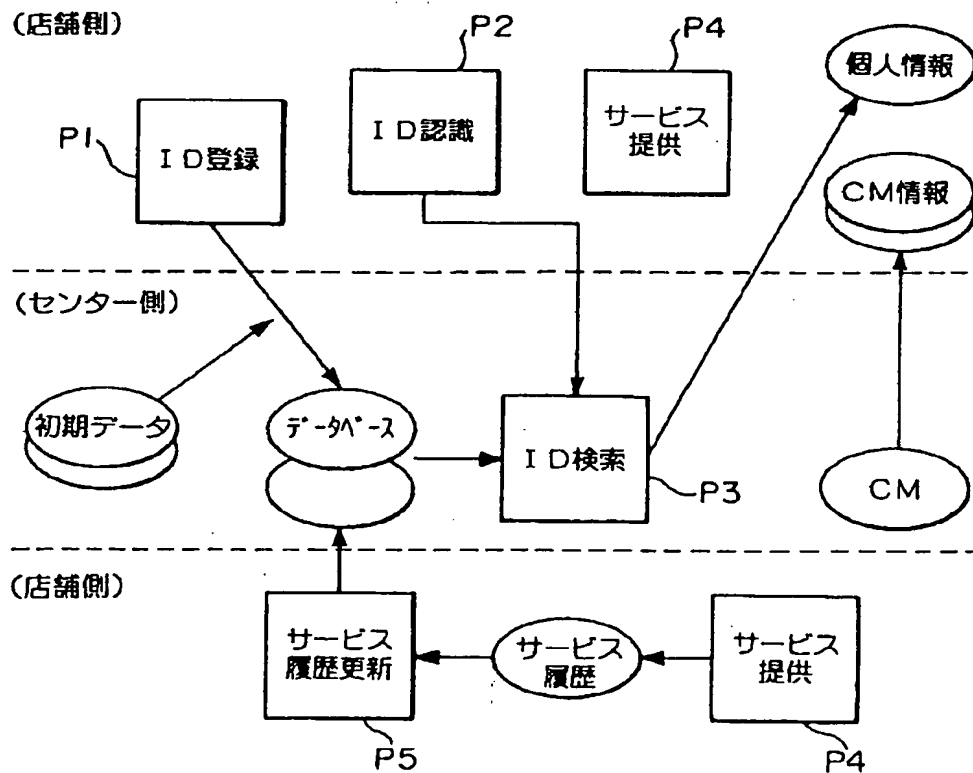 (店舗側)
P2
P4
個人情報
P1
ID登録
ID認識
サービス
提供
CM情報
(センター側)
初期データ
データベース
ID検索
P3
CM
(店舗側)
サービス
履歴更新
サービス
履歴
サービス
提供
P5
P4